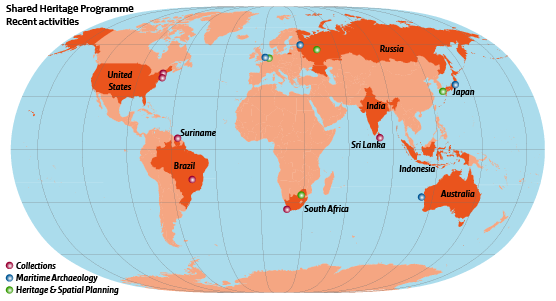 Shared Heritage Programme
Recent activities
Russia
United
States
Japan
India
Suriname
Sri Lanka
Brazil
Indonesia
Australia
South Africa
Collections
Maritime Archaeology
Heritage & Spatial Planning